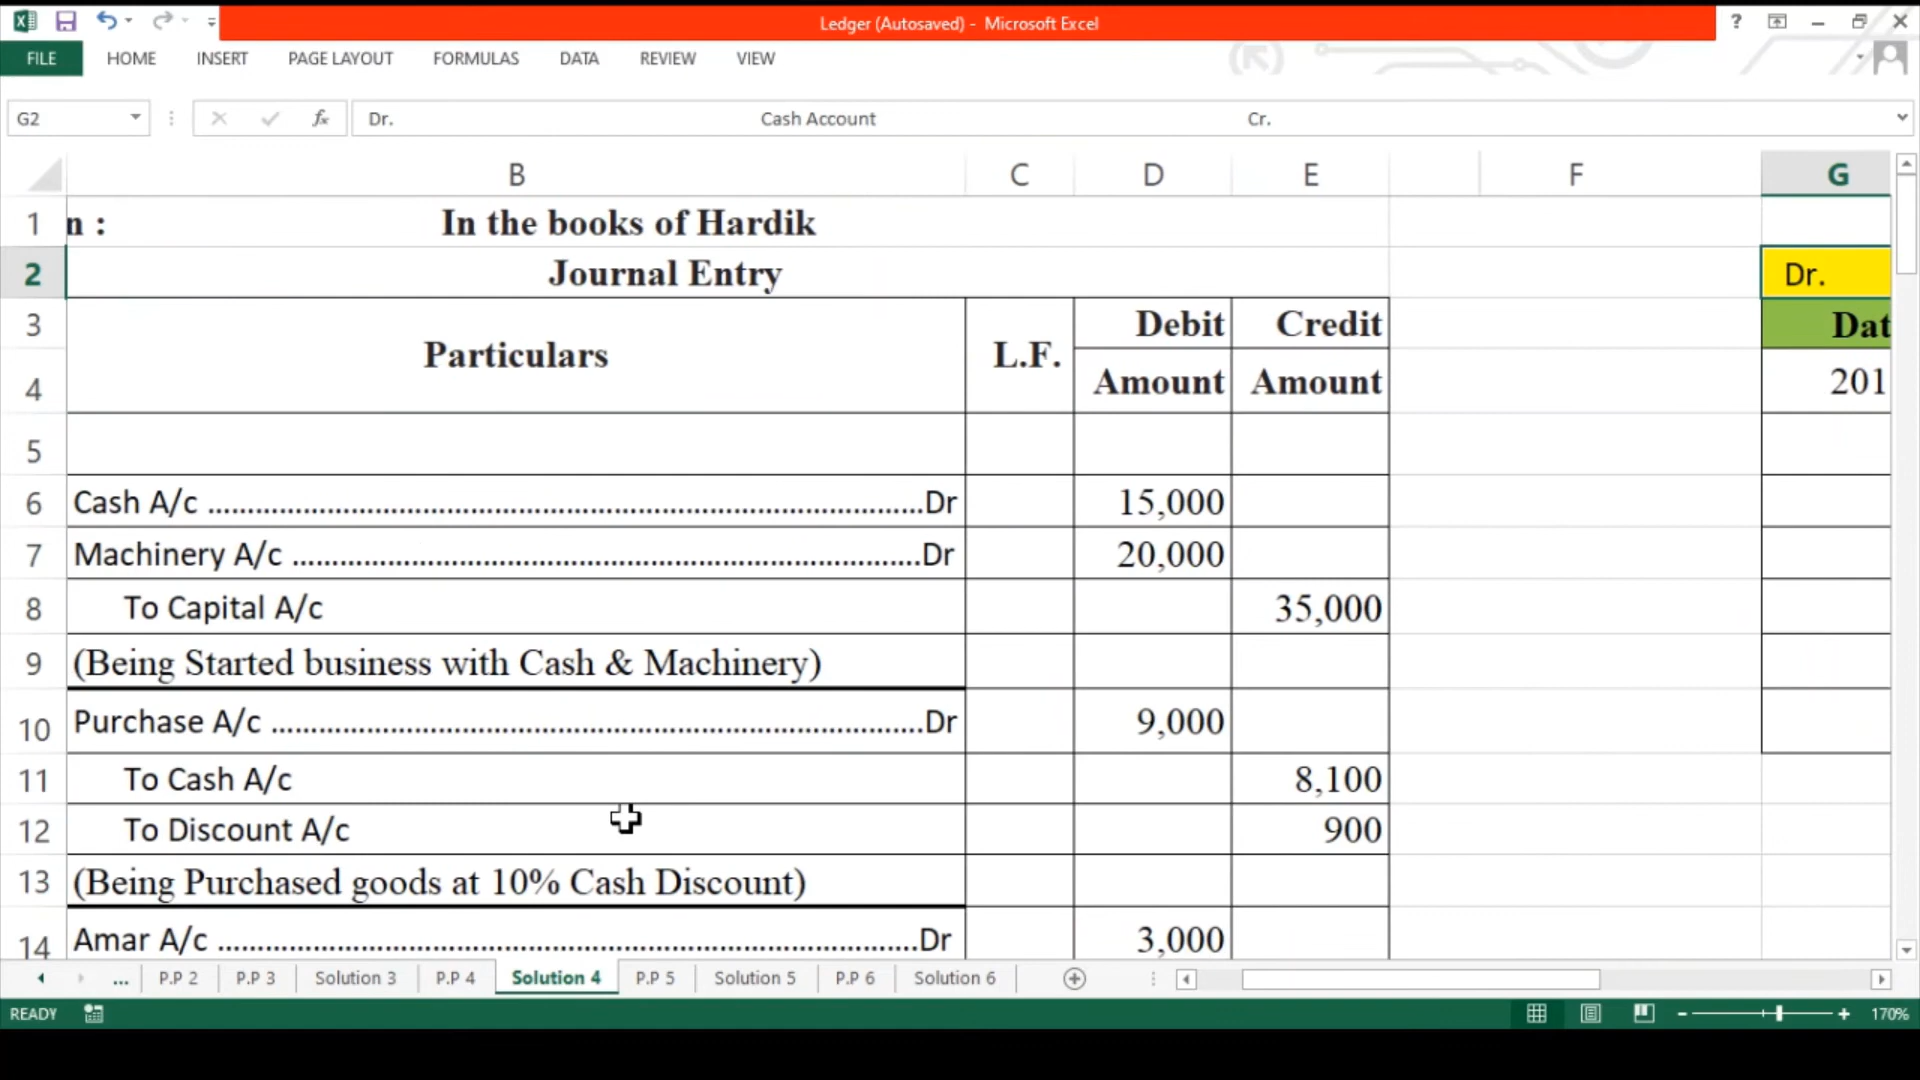 Ledger (Autosaved) - Microsoft Excel
?
FILE HOME INSERT PAGE LAYOUT FORMULAS DATA REVIEW VIEW
G2 fx Dr. Cash Account Cr.
B C D E F G
1 n : In the books of Hardik
2 Journal Entry Dr.
3 Particulars L.F. Debit Credit Dat
4 Amount Amount 201
5
6 Cash A/c ..........................................................................................Dr 15,000
7 Machinery A/c ...............................................................................Dr 20,000
8 To Capital A/c 35,000
9 (Being Started business with Cash & Machinery)
10 Purchase A/c ..................................................................................Dr 9,000
11 To Cash A/c 8,100
12 To Discount A/c 900
13 (Being Purchased goods at 10% Cash Discount)
14 Amar A/c ........................................................................................Dr 3,000
... P.P 2 P.P 3 Solution 3 P.P 4 Solution 4 P.P 5 Solution 5 P.P 6 Solution 6
READY 170%